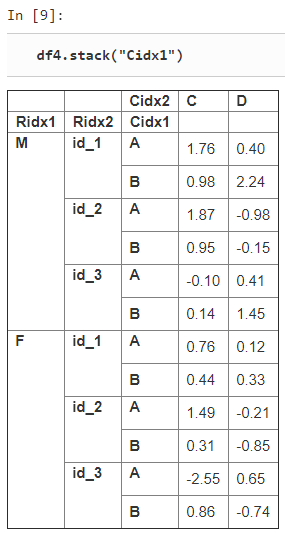 In [9]:
df4.stack("Cidx1")
Cidx2 C D
Ridx1 Ridx2 Cidx1
M id_1 A 1.76 0.40
B 0.98 2.24
id_2 A 1.87 -0.98
B 0.95 -0.15
id_3 A -0.10 0.41
B 0.14 1.45
F id_1 A 0.76 0.12
B 0.44 0.33
id_2 A 1.49 -0.21
B 0.31 -0.85
id_3 A -2.55 0.65
B 0.86 -0.74